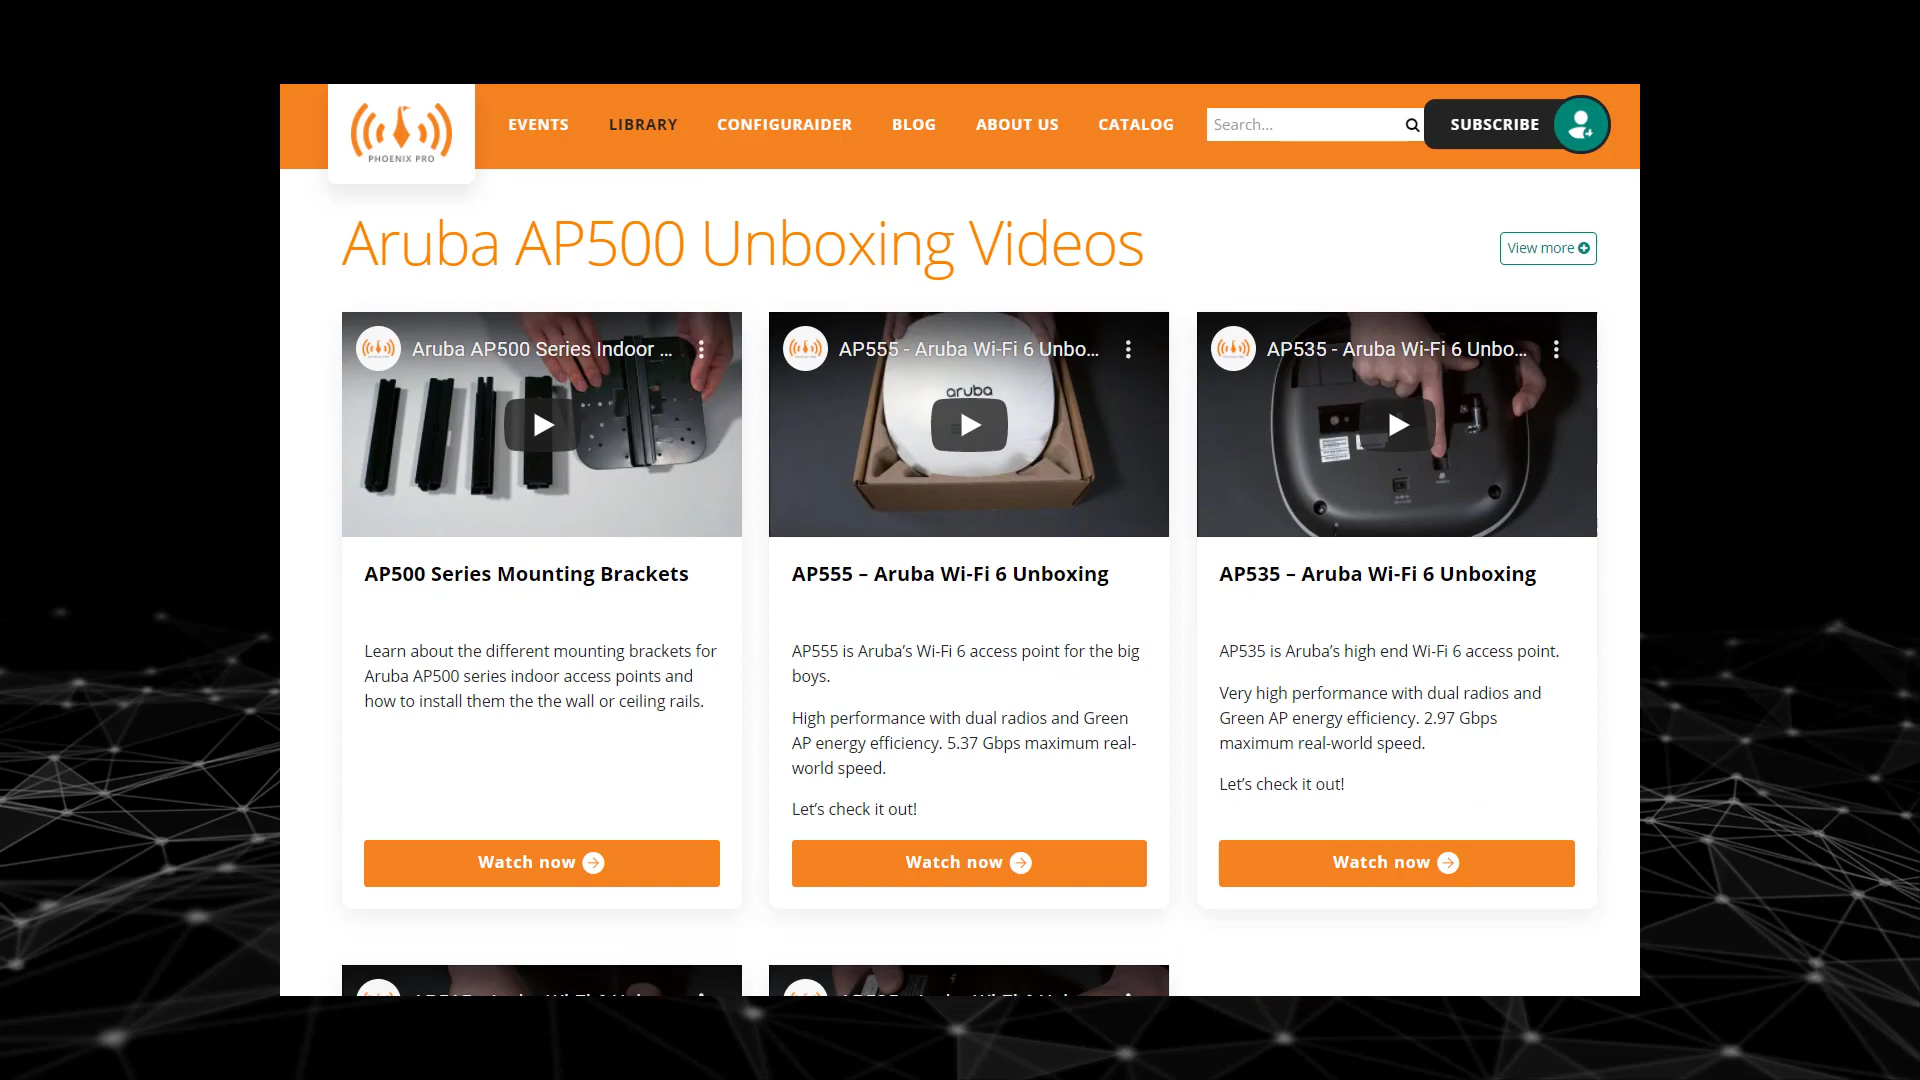 PHOENIX PRO
EVENTS
LIBRARY
CONFIGURAIDER
BLOG
ABOUT US
CATALOG
Search...
SUBSCRIBE
Aruba AP500 Unboxing Videos
View more
Aruba AP500 Series Indoor ...
AP555 - Aruba Wi-Fi 6 Unbo...
aruba
AP535 - Aruba Wi-Fi 6 Unbo...
AP500 Series Mounting Brackets
Learn about the different mounting brackets for
Aruba AP500 series indoor access points and
how to install them the the wall or ceiling rails.
Watch now
AP555 – Aruba Wi-Fi 6 Unboxing
AP555 is Aruba’s Wi-Fi 6 access point for the big
boys.
High performance with dual radios and Green
AP energy efficiency. 5.37 Gbps maximum real-
world speed.
Let’s check it out!
Watch now
AP535 – Aruba Wi-Fi 6 Unboxing
AP535 is Aruba’s high end Wi-Fi 6 access point.
Very high performance with dual radios and
Green AP energy efficiency. 2.97 Gbps
maximum real-world speed.
Let’s check it out!
Watch now